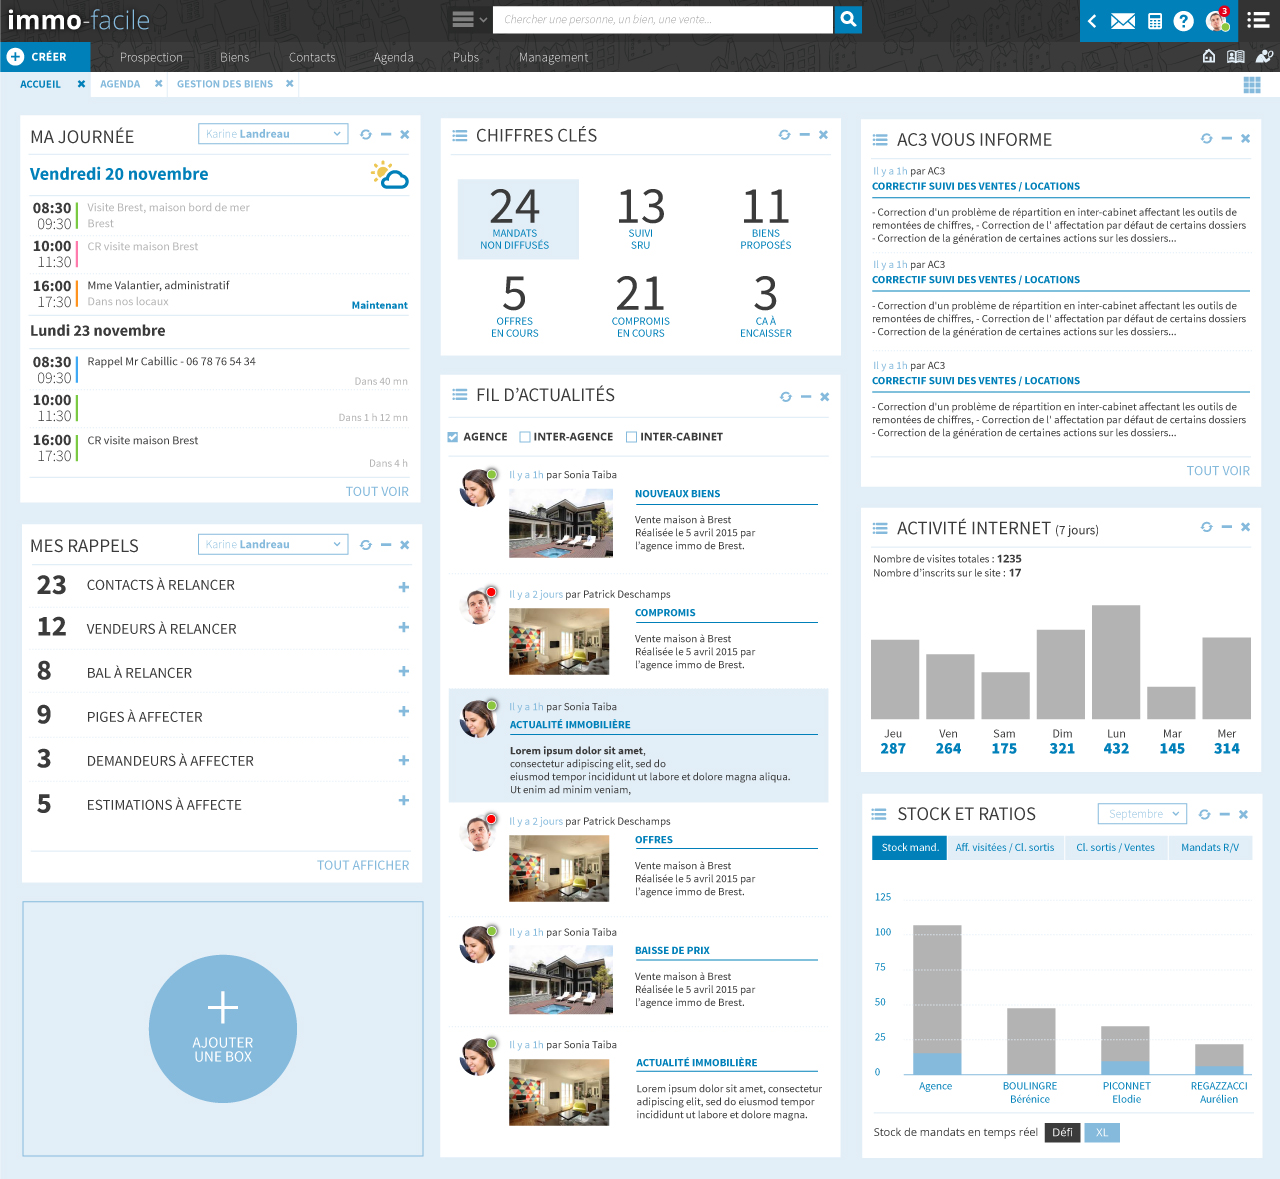 immo-facile
Chercher une personne, un bien, une vente...
3
CRÉER
Prospection
Biens
Contacts
Agenda
Pubs
Management
ACCUEIL
AGENDA
GESTION DES BIENS
MA JOURNÉE
Karine Landreau
Vendredi 20 novembre
08:30 Visite Brest, maison bord de mer
09:30 Brest
10:00 CR visite maison Brest
11:30
16:00 Mme Valantier, administratif
17:30 Dans nos locaux
Maintenant
Lundi 23 novembre
08:30 Rappel Mr Cabillic - 06 78 76 54 34
09:30
Dans 40 mn
10:00
11:30
Dans 1 h 12 mn
16:00 CR visite maison Brest
17:30
Dans 4 h
TOUT VOIR
MES RAPPELS
Karine Landreau
23 CONTACTS À RELANCER
12 VENDEURS À RELANCER
8 BAL À RELANCER
9 PIGES À AFFECTER
3 DEMANDEURS À AFFECTER
5 ESTIMATIONS À AFFECTE
TOUT AFFICHER
AJOUTER
UNE BOX
CHIFFRES CLÉS
24
MANDATS
NON DIFFUSÉS
13
SUIVI
SRU
11
BIENS
PROPOSÉS
5
OFFRES
EN COURS
21
COMPROMIS
EN COURS
3
CA À
ENCAISSER
FIL D'ACTUALITÉS
AGENCE
INTER-AGENCE
INTER-CABINET
Il y a 1h par Sonia Taiba
NOUVEAUX BIENS
Vente maison à Brest
Réalisée le 5 avril 2015 par
l'agence immo de Brest.
Il y a 2 jours par Patrick Deschamps
COMPROMIS
Vente maison à Brest
Réalisée le 5 avril 2015 par
l'agence immo de Brest.
Il y a 1h par Sonia Taiba
ACTUALITÉ IMMOBILIÈRE
Lorem ipsum dolor sit amet,
consectetur adipiscing elit, sed do
eiusmod tempor incididunt ut labore et dolore magna aliqua.
Ut enim ad minim veniam,
Il y a 2 jours par Patrick Deschamps
OFFRES
Vente maison à Brest
Réalisée le 5 avril 2015 par
l'agence immo de Brest.
Il y a 1h par Sonia Taiba
BAISSE DE PRIX
Vente maison à Brest
Réalisée le 5 avril 2015 par
l'agence immo de Brest.
Il y a 1h par Sonia Taiba
ACTUALITÉ IMMOBILIÈRE
Lorem ipsum dolor sit amet, consectetur
adipiscing elit, sed do eiusmod tempor
incididunt ut labore et dolore magna.
AC3 VOUS INFORME
Il y a 1h par AC3
CORRECTIF SUIVI DES VENTES / LOCATIONS
- Correction d'un problème de répartition en inter-cabinet affectant les outils de
remontées de chiffres, - Correction de l' affectation par défaut de certains dossiers
- Correction de la génération de certaines actions sur les dossiers...
Il y a 1h par AC3
CORRECTIF SUIVI DES VENTES / LOCATIONS
- Correction d'un problème de répartition en inter-cabinet affectant les outils de
remontées de chiffres, - Correction de l' affectation par défaut de certains dossiers
- Correction de la génération de certaines actions sur les dossiers...
Il y a 1h par AC3
CORRECTIF SUIVI DES VENTES / LOCATIONS
- Correction d'un problème de répartition en inter-cabinet affectant les outils de
remontées de chiffres, - Correction de l' affectation par défaut de certains dossiers
- Correction de la génération de certaines actions sur les dossiers...
TOUT VOIR
ACTIVITÉ INTERNET (7 jours)
Nombre de visites totales : 1235
Nombre d'inscrits sur le site : 17
Jeu Ven Sam Dim Lun Mar Mer
287 264 175 321 432 145 314
STOCK ET RATIOS
Septembre
Stock mand.
Aff. visitées / Cl. sortis
Cl. sortis / Ventes
Mandats R/V
125
100
75
50
25
0
Agence
BOULINGRE
Bérénice
PICONNET
Elodie
REGAZZACCI
Aurélien
Stock de mandats en temps réel
Défi
XL